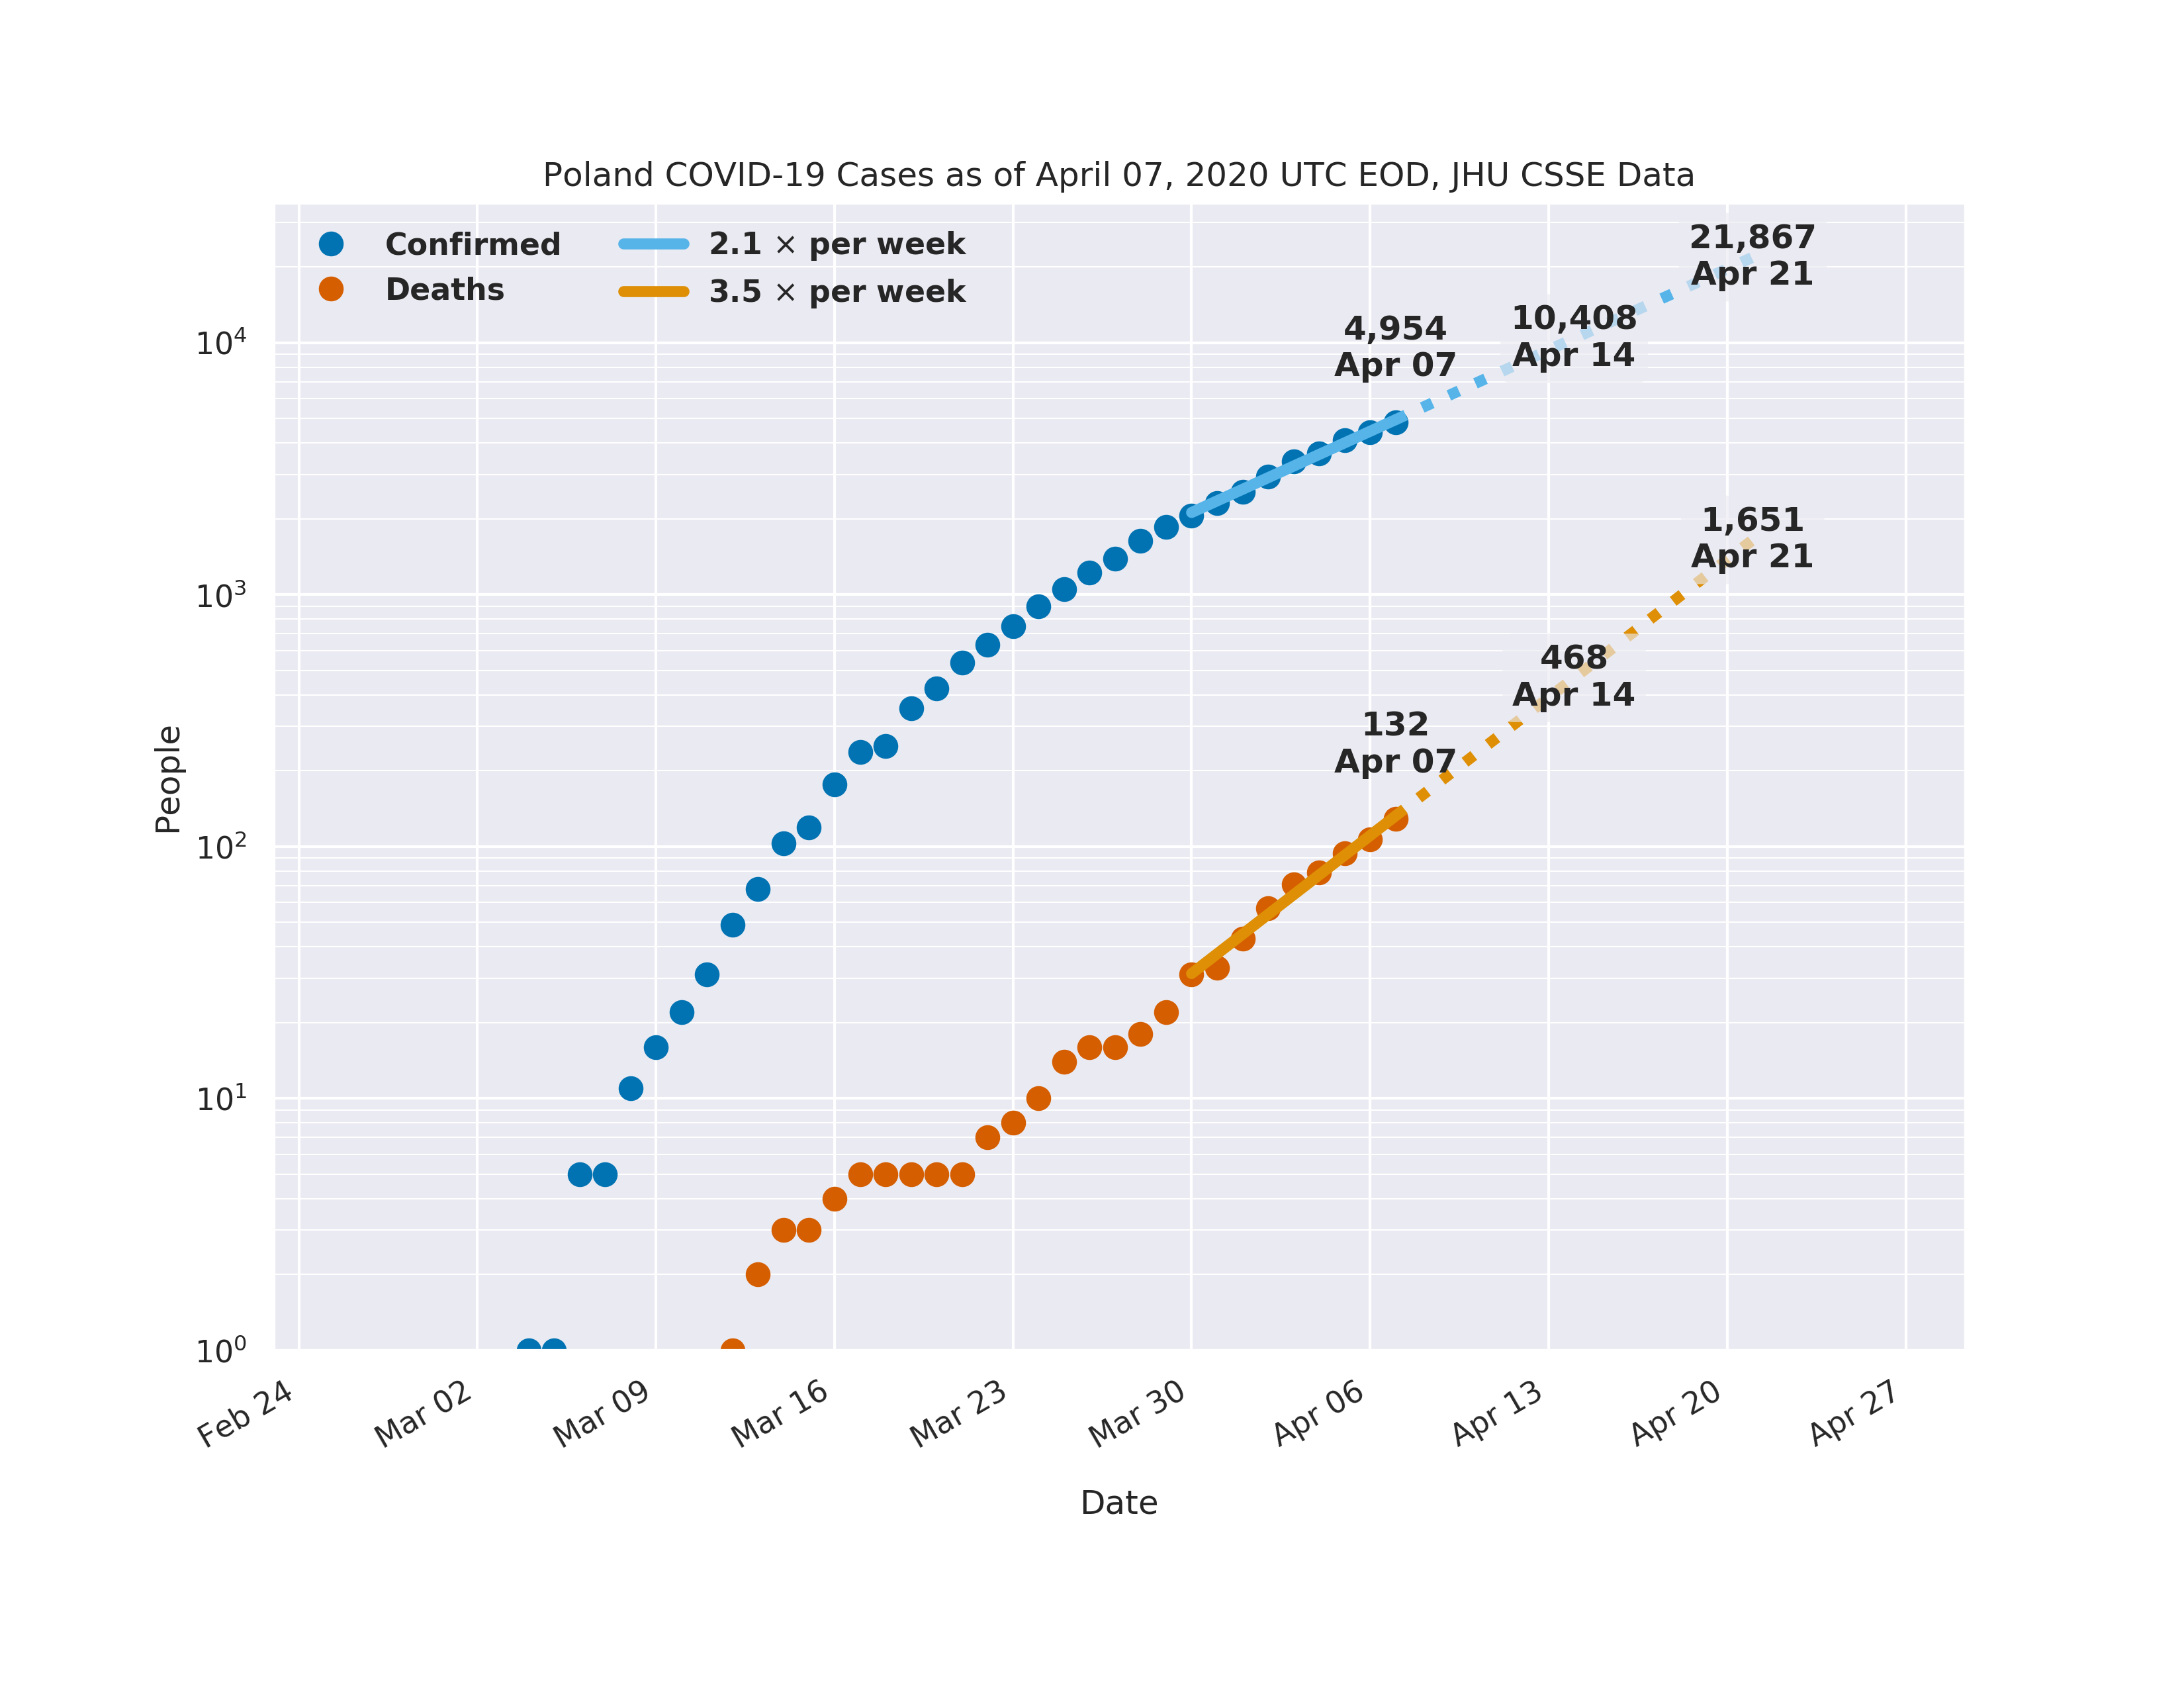 Poland COVID-19 Cases as of April 07, 2020 UTC EOD, JHU CSSE Data
Confirmed
Deaths
2.1 × per week
3.5 × per week
21,867
Apr 21
10,408
Apr 14
4,954
Apr 07
1,651
Apr 21
468
Apr 14
132
Apr 07
People
10⁴
10³
10²
10¹
10⁰
Feb 24
Mar 02
Mar 09
Mar 16
Mar 23
Mar 30
Apr 06
Apr 13
Apr 20
Apr 27
Date